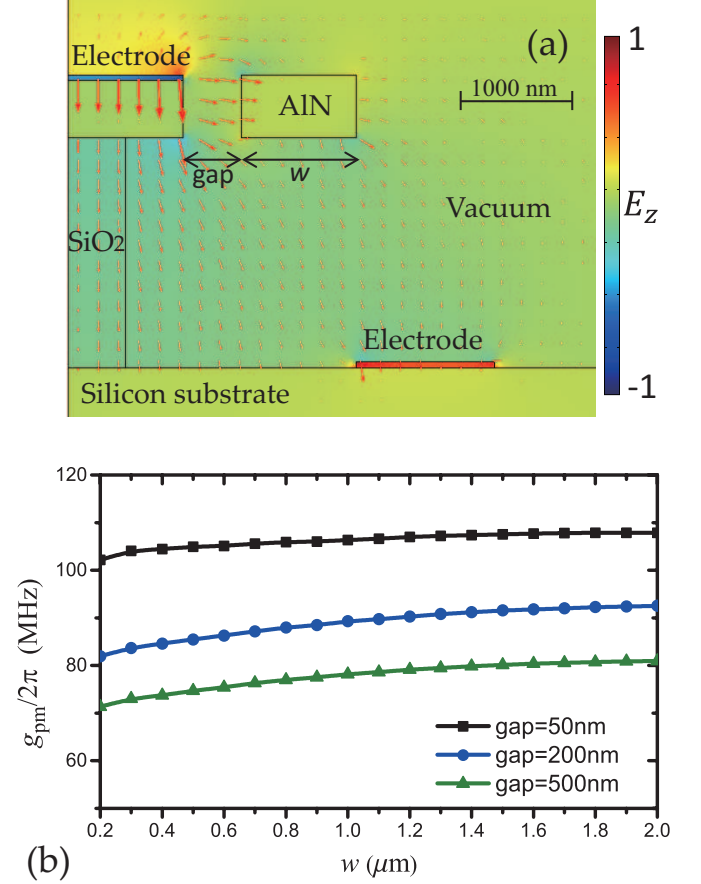 Electrode
(a)
1
AlN
1000 nm
gap
w
Vacuum
E_z
SiO2
Electrode
Silicon substrate
-1
120
100
80
60
g_pm/2π (MHz)
gap=50nm
gap=200nm
gap=500nm
0.2 0.4 0.6 0.8 1.0 1.2 1.4 1.6 1.8 2.0
(b)
w (μm)